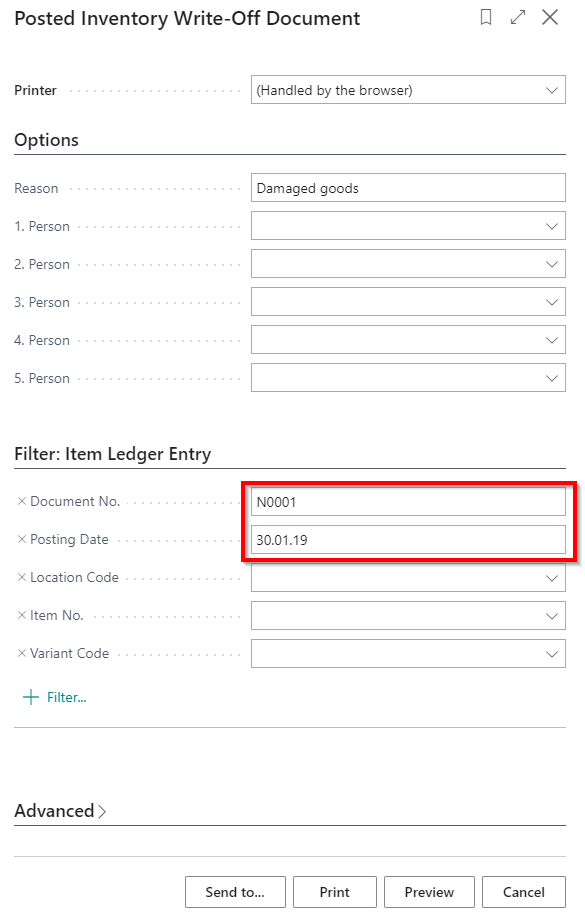 Posted Inventory Write-Off Document
Printer (Handled by the browser)
Options
Reason Damaged goods
1. Person
2. Person
3. Person
4. Person
5. Person
Filter: Item Ledger Entry
Document No. N0001
Posting Date 30.01.19
Location Code
Item No.
Variant Code
Filter...
Advanced
Send to... Print Preview Cancel